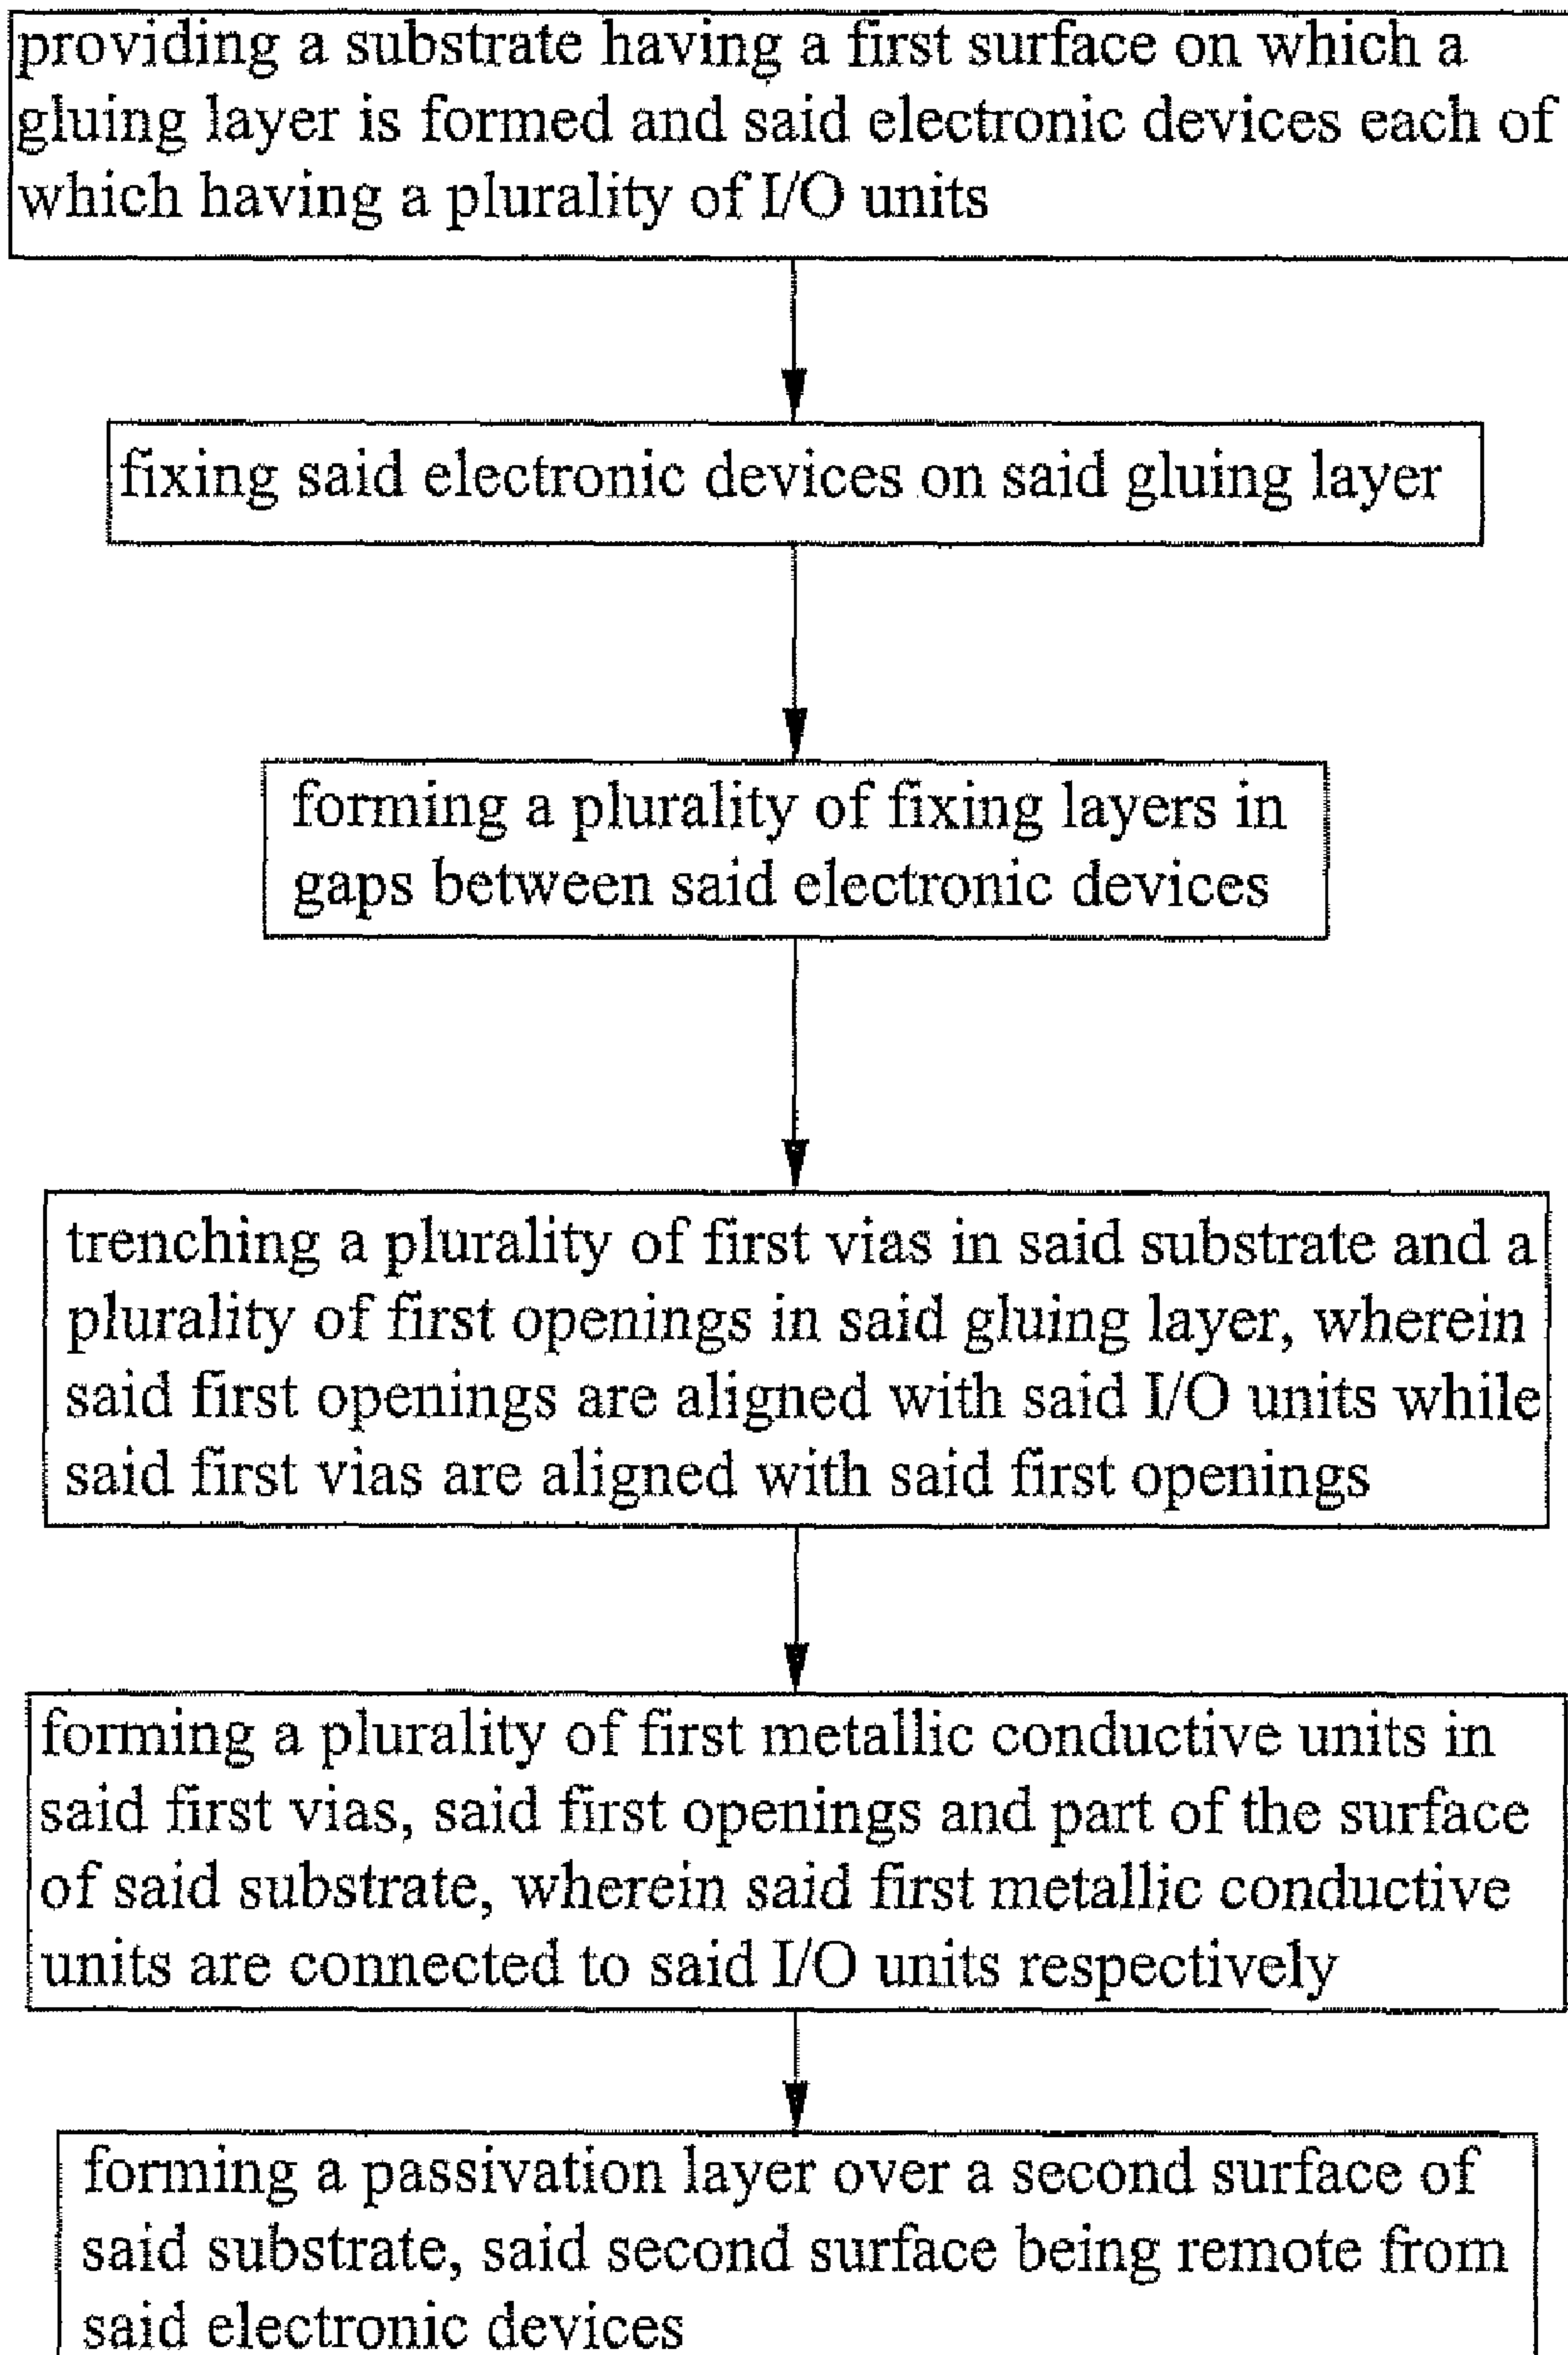 providing a substrate having a first surface on which a
gluing layer is formed and said electronic devices each of
which having a plurality of I/O units
fixing said electronic devices on said gluing layer
forming a plurality of fixing layers in
gaps between said electronic devices
trenching a plurality of first vias in said substrate and a
plurality of first openings in said gluing layer, wherein
said first openings are aligned with said I/O units while
said first vias are aligned with said first openings
forming a plurality of first metallic conductive units in
said first vias, said first openings and part of the surface
of said substrate, wherein said first metallic conductive
units are connected to said I/O units respectively
forming a passivation layer over a second surface of
said substrate, said second surface being remote from
said electronic devices